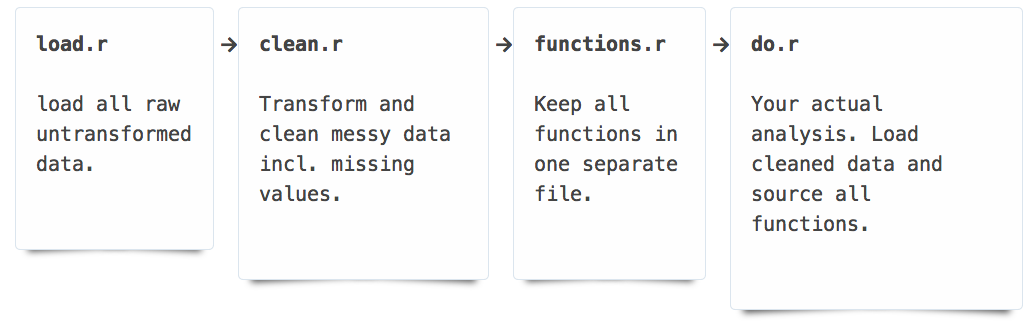 load.r
load all raw
untransformed
data.
→
clean.r
Transform and
clean messy data
incl. missing
values.
→
functions.r
Keep all
functions in
one separate
file.
→
do.r
Your actual
analysis. Load
cleaned data and
source all
functions.